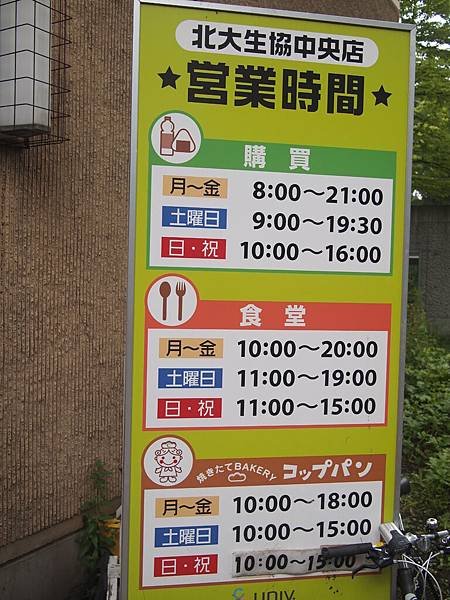 北大生協中央店
★営業時間★
購買
月～金 8:00～21:00
土曜日 9:00～19:30
日・祝 10:00～16:00
食堂
月～金 10:00～20:00
土曜日 11:00～19:00
日・祝 11:00～15:00
焼きたてBAKERY コップパン
月～金 10:00～18:00
土曜日 10:00～15:00
日・祝 10:00～15:00
UNIV.